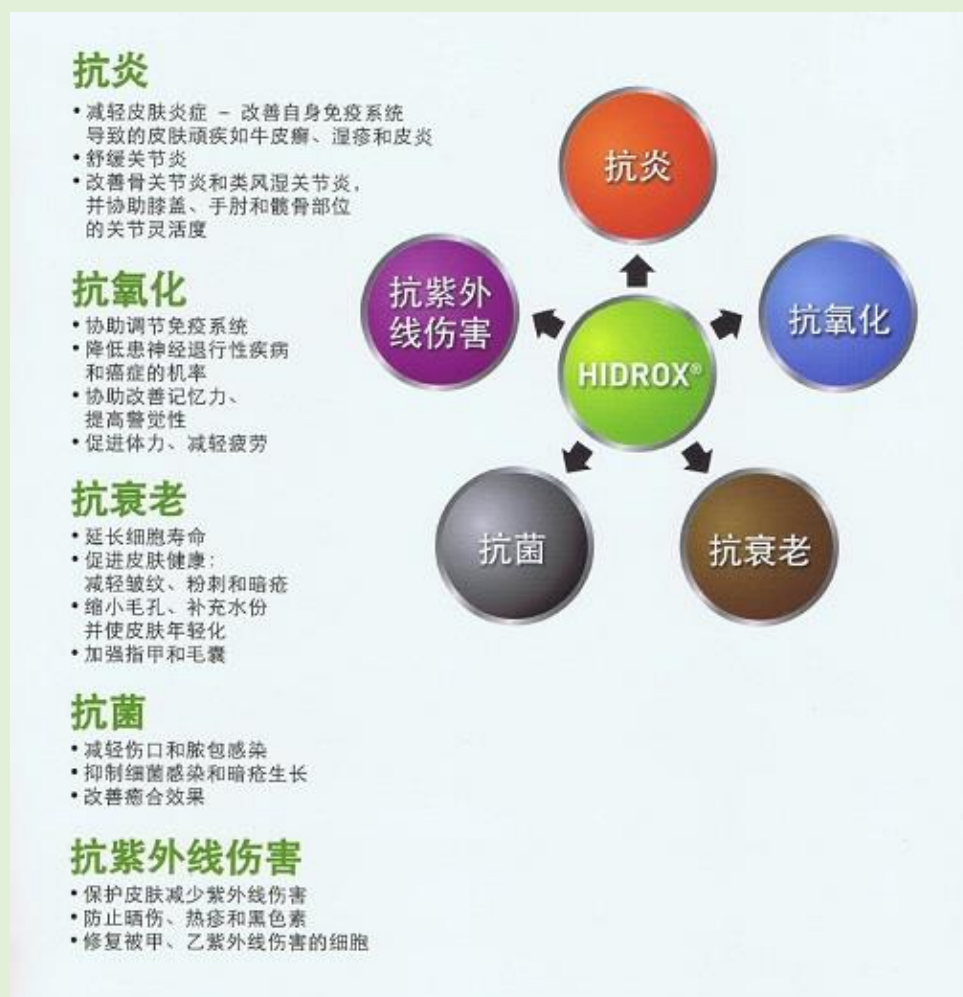 抗炎
• 减轻皮肤炎症 – 改善自身免疫系统
导致的皮肤顽疾如牛皮癣、湿疹和皮炎
• 舒缓关节炎
• 改善骨关节炎和类风湿关节炎，
并协助膝盖、手肘和髋骨部位
的关节灵活度
抗氧化
• 协助调节免疫系统
• 降低患神经退行性疾病
和癌症的机率
• 协助改善记忆力、
提高警觉性
• 促进体力、减轻疲劳
抗衰老
• 延长细胞寿命
• 促进皮肤健康：
减轻皱纹、粉刺和暗疮
• 缩小毛孔、补充水份
并使皮肤年轻化
• 加强指甲和毛囊
抗菌
• 减轻伤口和脓包感染
• 抑制细菌感染和暗疮生长
• 改善癒合效果
抗紫外线伤害
• 保护皮肤减少紫外线伤害
• 防止晒伤、热疹和黑色素
• 修复被甲、乙紫外线伤害的细胞
抗炎
抗紫外
线伤害
抗氧化
HIDROX®
抗菌
抗衰老